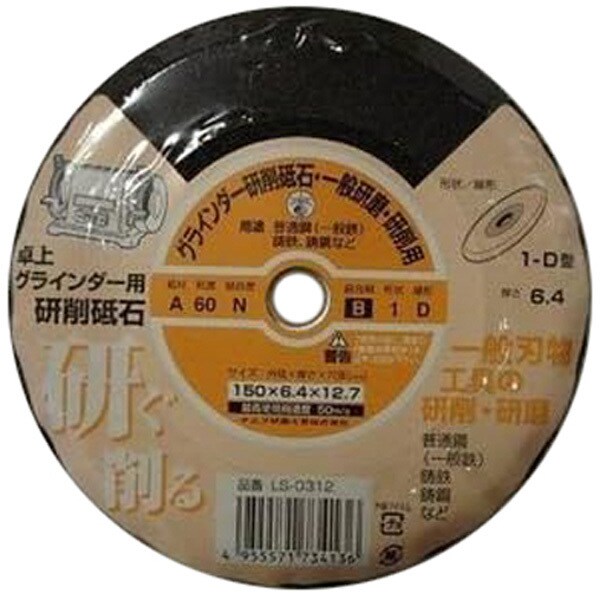 グラインダー研削砥石・一般研磨・研削用
用途 普通鋼(一般鉄)
鋳鉄、鋳鋼など
砥材 粒度 結合度
A 60 N
結合剤 形状 縁形
B 1 D
警告
サイズ:外径×厚さ×穴径(mm)
150×6.4×12.7
最高使用周速度 50m/s
卓上
グラインダー用
研削砥石
研ぐ
削る
形状/縁形
1-D型
厚さ 6.4
一般刃物
工具の
研削・研磨
普通鋼
(一般鉄)
鋳鉄
鋳鋼
など
品番 LS-0312
4 955571 734136